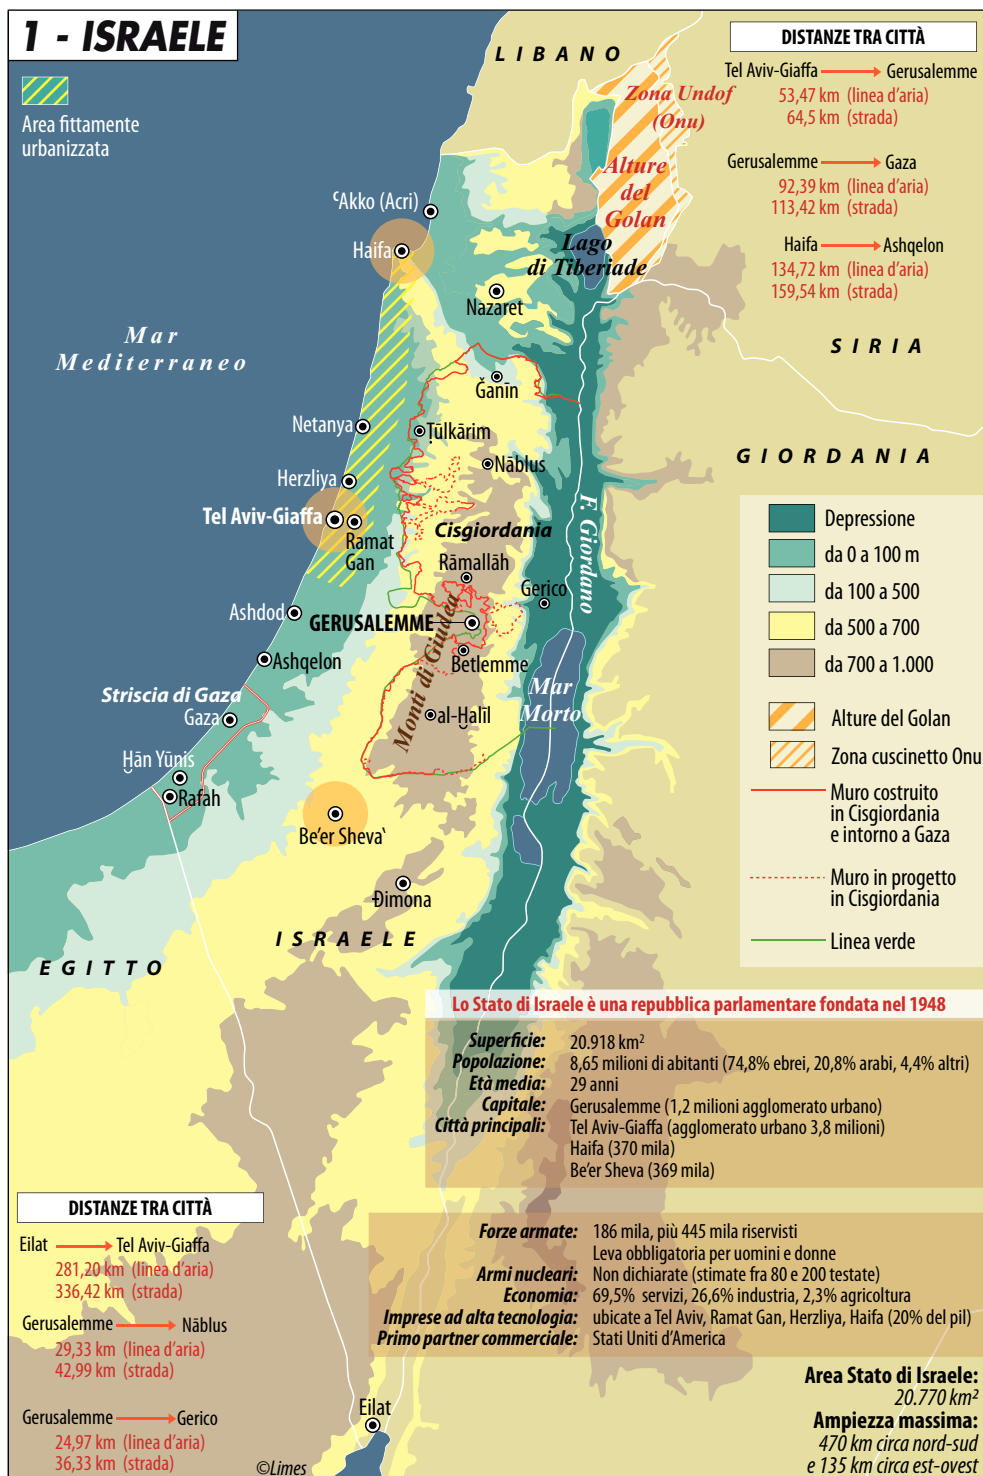 1 - ISRAELE
Area fittamente
urbanizzata
LIBANO
Zona Undof
(Onu)
Alture
del
Golan
DISTANZE TRA CITTÀ
Tel Aviv-Giaffa Gerusalemme
53,47 km (linea d'aria)
64,5 km (strada)
Gerusalemme Gaza
92,39 km (linea d'aria)
113,42 km (strada)
Haifa Ashqelon
134,72 km (linea d'aria)
159,54 km (strada)
ʿAkko (Acri)
Haifa
Lago
di Tiberiade
Nazaret
Mar
Mediterraneo
SIRIA
Ǧanīn
Netanya
Ṭūlkārim
Nāblus
GIORDANIA
Herzliya
Tel Aviv-Giaffa
Ramat
Gan
Cisgiordania
F. Giordano
Rāmallāh
Gerico
Ashdod
GERUSALEMME
Monti di Giudea
Betlemme
Ashqelon
Striscia di Gaza
Gaza
al-Ḫalīl
Mar
Morto
Ḫān Yūnis
Rafah
Be'er Sheva'
Đimona
ISRAELE
EGITTO
Depressione
da 0 a 100 m
da 100 a 500
da 500 a 700
da 700 a 1.000
Alture del Golan
Zona cuscinetto Onu
Muro costruito
in Cisgiordania
e intorno a Gaza
Muro in progetto
in Cisgiordania
Linea verde
Lo Stato di Israele è una repubblica parlamentare fondata nel 1948
Superficie: 20.918 km²
Popolazione: 8,65 milioni di abitanti (74,8% ebrei, 20,8% arabi, 4,4% altri)
Età media: 29 anni
Capitale: Gerusalemme (1,2 milioni agglomerato urbano)
Città principali: Tel Aviv-Giaffa (agglomerato urbano 3,8 milioni)
Haifa (370 mila)
Be'er Sheva (369 mila)
Forze armate: 186 mila, più 445 mila riservisti
Leva obbligatoria per uomini e donne
Armi nucleari: Non dichiarate (stimate fra 80 e 200 testate)
Economia: 69,5% servizi, 26,6% industria, 2,3% agricoltura
Imprese ad alta tecnologia: ubicate a Tel Aviv, Ramat Gan, Herzliya, Haifa (20% del pil)
Primo partner commerciale: Stati Uniti d'America
DISTANZE TRA CITTÀ
Eilat Tel Aviv-Giaffa
281,20 km (linea d'aria)
336,42 km (strada)
Gerusalemme Nāblus
29,33 km (linea d'aria)
42,99 km (strada)
Gerusalemme Gerico
24,97 km (linea d'aria)
36,33 km (strada)
Eilat
©Limes
Area Stato di Israele:
20.770 km²
Ampiezza massima:
470 km circa nord-sud
e 135 km circa est-ovest